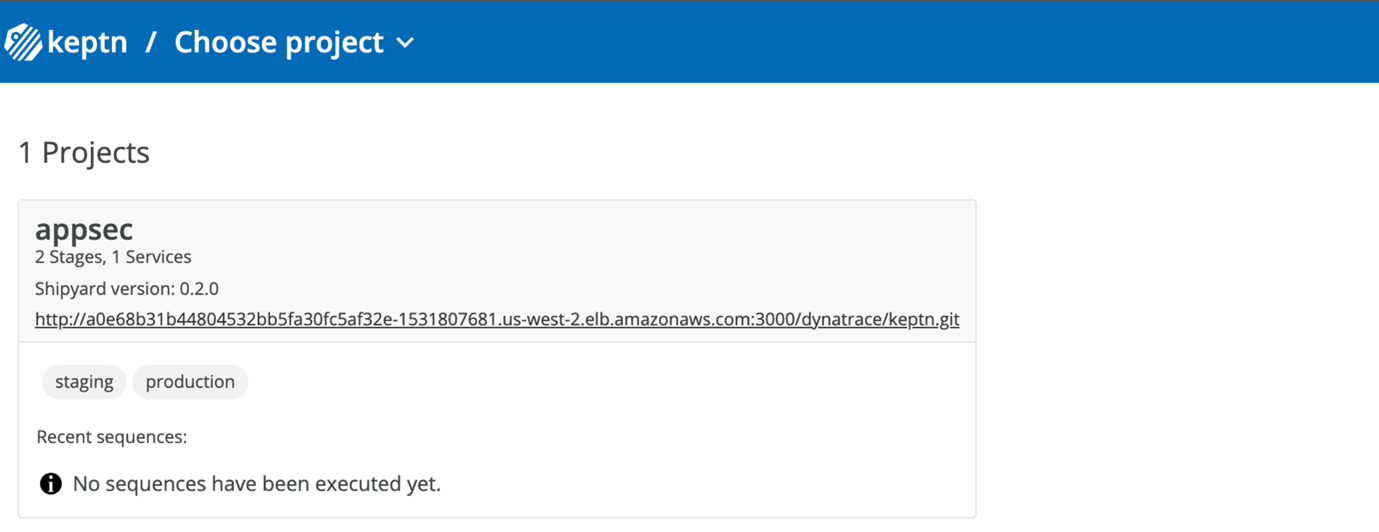 keptn / Choose project
1 Projects
appsec
2 Stages, 1 Services
Shipyard version: 0.2.0
http://a0e68b31b44804532bb5fa30fc5af32e-1531807681.us-west-2.elb.amazonaws.com:3000/dynatrace/keptn.git
staging production
Recent sequences:
No sequences have been executed yet.